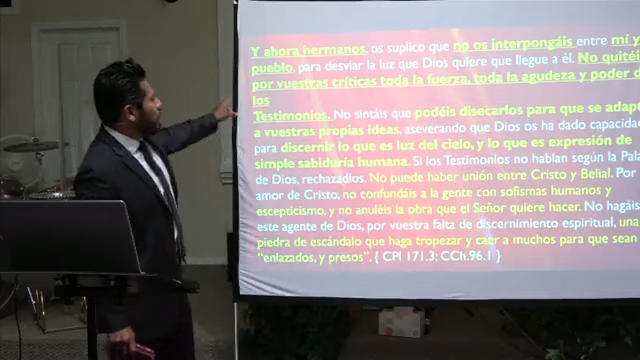 Y ahora hermanos, os suplico que no os interpongáis entre mí y
pueblo, para desviar la luz que Dios quiere que llegue a él. No quitéi
por vuestras críticas toda la fuerza, toda la agudeza y poder d
los
Testimonios. No sintáis que podéis disecarlos para que se adap
a vuestras propias ideas, aseverando que Dios os ha dado capacidad
para discernir lo que es luz del cielo, y lo que es expresión de
simple sabiduría humana. Si los Testimonios no hablan según la Pala
de Dios, rechazadlos. No puede haber unión entre Cristo y Belial. Por
amor de Cristo, no confundáis a la gente con sofismas humanos y
escepticismo, y no anuléis la obra que el Señor quiere hacer. No hagáis
este agente de Dios, por vuestra falta de discernimiento espiritual, una
piedra de escándalo que haga tropezar y caer a muchos para que sean
"enlazados, y presos". { CPI 171.3; CCh.96.1 }